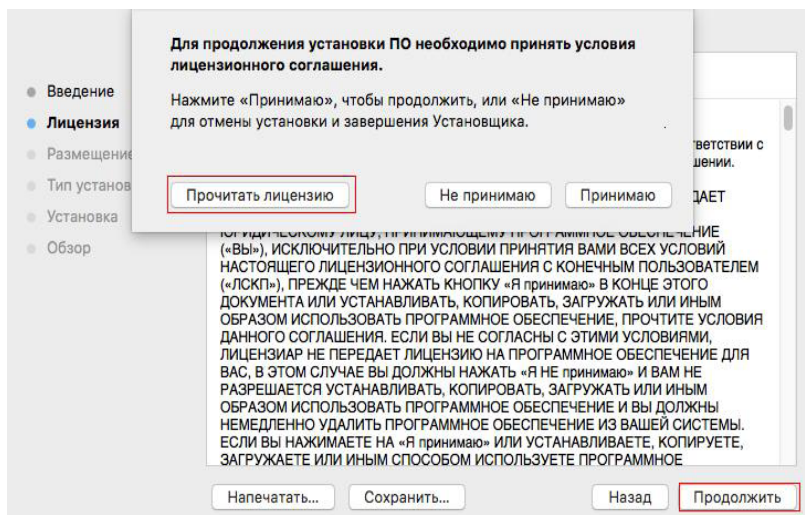 Для продолжения установки ПО необходимо принять условия
лицензионного соглашения.
Нажмите «Принимаю», чтобы продолжить, или «Не принимаю»
для отмены установки и завершения Установщика.
Прочитать лицензию
Не принимаю
Принимаю
Введение
Лицензия
Размещение
Тип установ
Установка
Обзор
ветствии с
шении.
ДАЕТ
ЮРИДИЧЕСКОМУ ЛИЦУ, ПРИНИМАЮЩЕМУ ПРОГРАММНОЕ ОБЕСПЕЧЕНИЕ
(«ВЫ»), ИСКЛЮЧИТЕЛЬНО ПРИ УСЛОВИИ ПРИНЯТИЯ ВАМИ ВСЕХ УСЛОВИЙ
НАСТОЯЩЕГО ЛИЦЕНЗИОННОГО СОГЛАШЕНИЯ С КОНЕЧНЫМ ПОЛЬЗОВАТЕЛЕМ
(«ЛСКП»), ПРЕЖДЕ ЧЕМ НАЖАТЬ КНОПКУ «Я принимаю» В КОНЦЕ ЭТОГО
ДОКУМЕНТА ИЛИ УСТАНАВЛИВАТЬ, КОПИРОВАТЬ, ЗАГРУЖАТЬ ИЛИ ИНЫМ
ОБРАЗОМ ИСПОЛЬЗОВАТЬ ПРОГРАММНОЕ ОБЕСПЕЧЕНИЕ, ПРОЧТИТЕ УСЛОВИЯ
ДАННОГО СОГЛАШЕНИЯ. ЕСЛИ ВЫ НЕ СОГЛАСНЫ С ЭТИМИ УСЛОВИЯМИ,
ЛИЦЕНЗИАР НЕ ПЕРЕДАЕТ ЛИЦЕНЗИЮ НА ПРОГРАММНОЕ ОБЕСПЕЧЕНИЕ ДЛЯ
ВАС, В ЭТОМ СЛУЧАЕ ВЫ ДОЛЖНЫ НАЖАТЬ «Я НЕ принимаю» И ВАМ НЕ
РАЗРЕШАЕТСЯ УСТАНАВЛИВАТЬ, КОПИРОВАТЬ, ЗАГРУЖАТЬ ИЛИ ИНЫМ
ОБРАЗОМ ИСПОЛЬЗОВАТЬ ПРОГРАММНОЕ ОБЕСПЕЧЕНИЕ И ВЫ ДОЛЖНЫ
НЕМЕДЛЕННО УДАЛИТЬ ПРОГРАММНОЕ ОБЕСПЕЧЕНИЕ ИЗ ВАШЕЙ СИСТЕМЫ.
ЕСЛИ ВЫ НАЖИМАЕТЕ НА «Я принимаю» ИЛИ УСТАНАВЛИВАЕТЕ, КОПИРУЕТЕ,
ЗАГРУЖАЕТЕ ИЛИ ИНЫМ СПОСОБОМ ИСПОЛЬЗУЕТЕ ПРОГРАММНОЕ
Напечатать...
Сохранить...
Назад
Продолжить